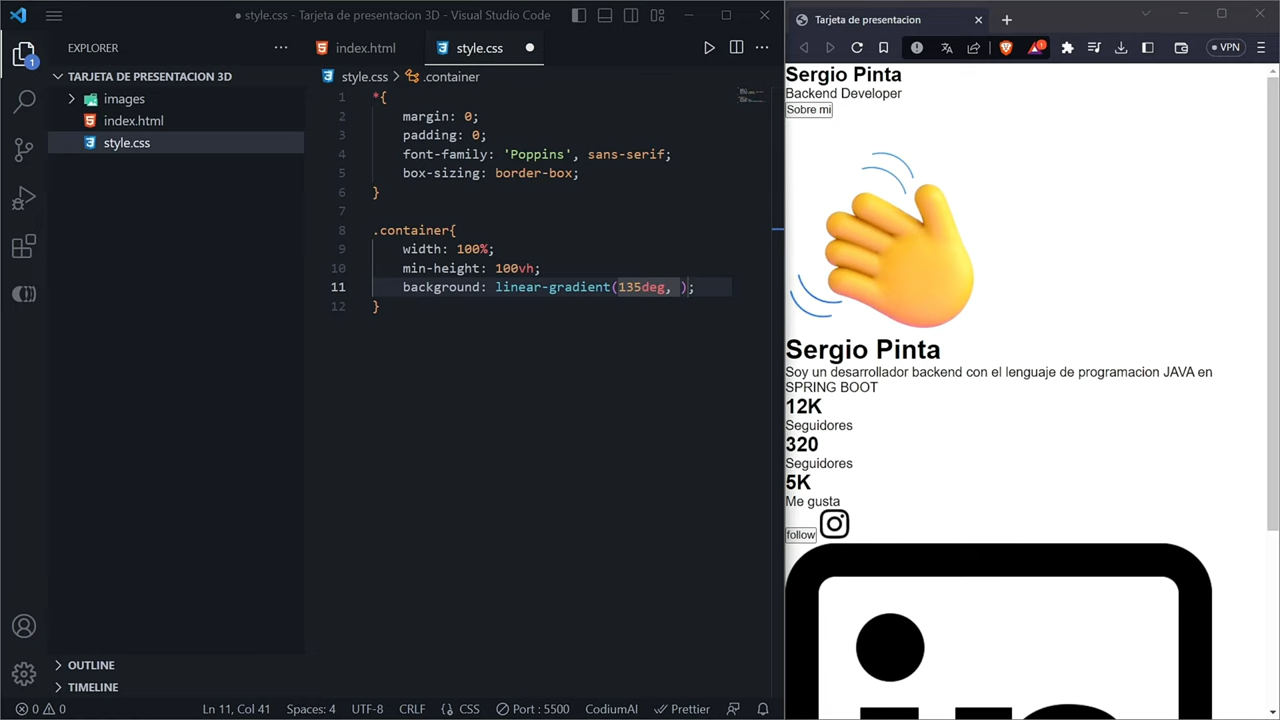 style.css - Tarjeta de presentacion 3D - Visual Studio Code
EXPLORER
TARJETA DE PRESENTACION 3D
images
index.html
style.css
1
OUTLINE
TIMELINE
index.html
style.css
style.css > .container
1 *{
2 margin: 0;
3 padding: 0;
4 font-family: 'Poppins', sans-serif;
5 box-sizing: border-box;
6 }
7
8 .container{
9 width: 100%;
10 min-height: 100vh;
11 background: linear-gradient(135deg, );
12 }
0 0 Ln 11, Col 41 Spaces: 4 UTF-8 CRLF {} CSS Port : 5500 CodiumAI Prettier
Tarjeta de presentacion
1
VPN
Sergio Pinta
Backend Developer
Sobre mi
Sergio Pinta
Soy un desarrollador backend con el lenguaje de programacion JAVA en
SPRING BOOT
12K
Seguidores
320
Seguidores
5K
Me gusta
follow